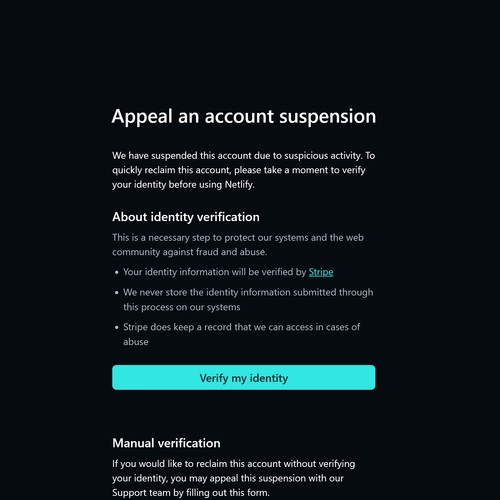 Appeal an account suspension
We have suspended this account due to suspicious activity. To
quickly reclaim this account, please take a moment to verify
your identity before using Netlify.
About identity verification
This is a necessary step to protect our systems and the web
community against fraud and abuse.
• Your identity information will be verified by Stripe
• We never store the identity information submitted through
this process on our systems
• Stripe does keep a record that we can access in cases of
abuse
Verify my identity
Manual verification
If you would like to reclaim this account without verifying
your identity, you may appeal this suspension with our
Support team by filling out this form.